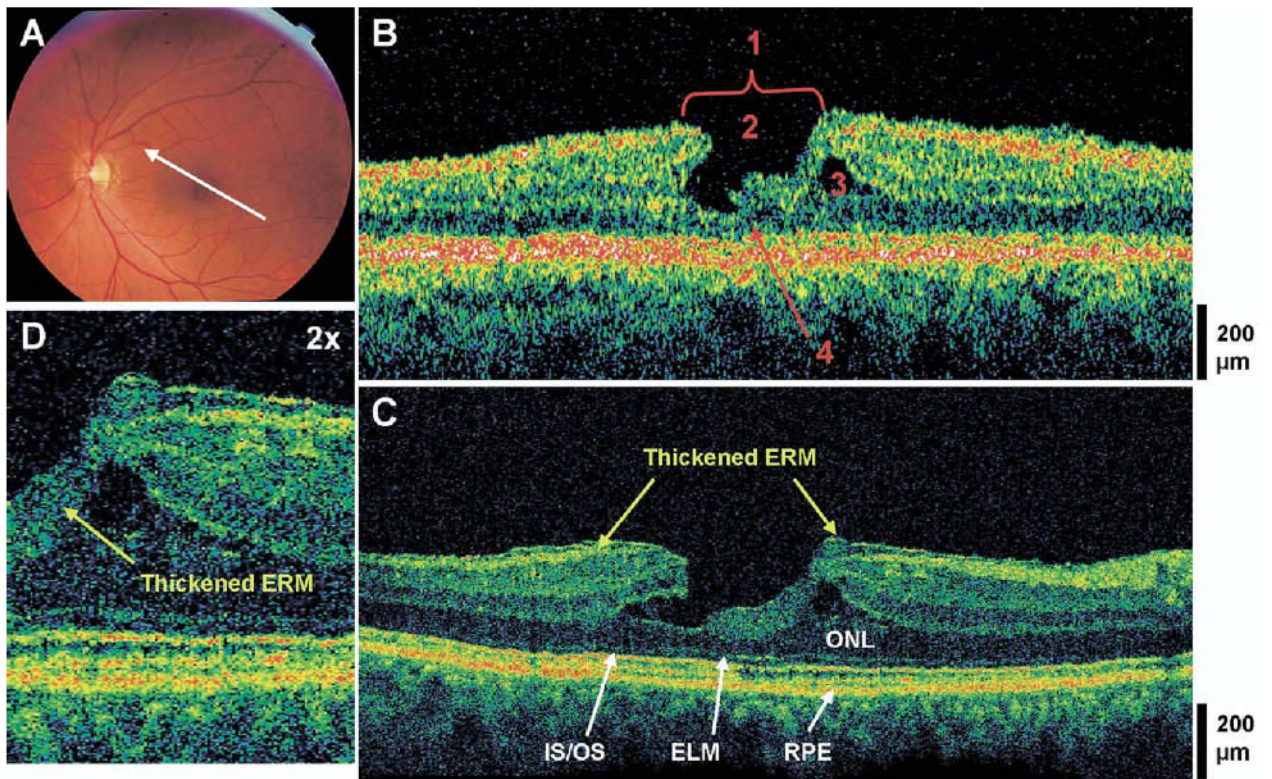 A
B
1
2
3
4
200
µm
D
2x
Thickened ERM
C
Thickened ERM
ONL
IS/OS
ELM
RPE
200
µm